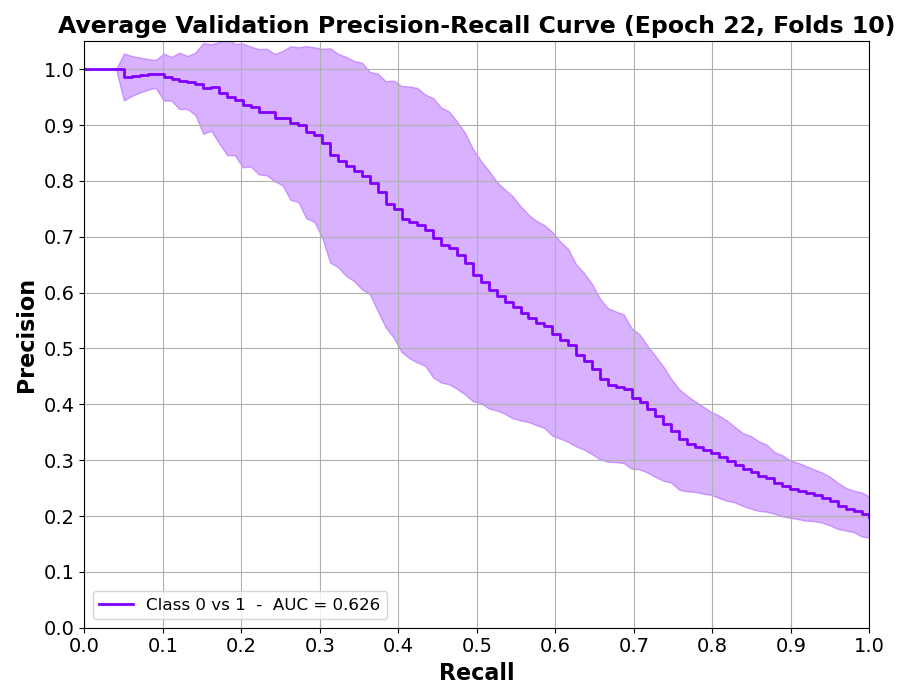 Average Validation Precision-Recall Curve (Epoch 22, Folds 10)
1.0
0.9
0.8
0.7
0.6
0.5
0.4
0.3
0.2
0.1
0.0
Precision
Class 0 vs 1 - AUC = 0.626
0.0 0.1 0.2 0.3 0.4 0.5 0.6 0.7 0.8 0.9 1.0
Recall